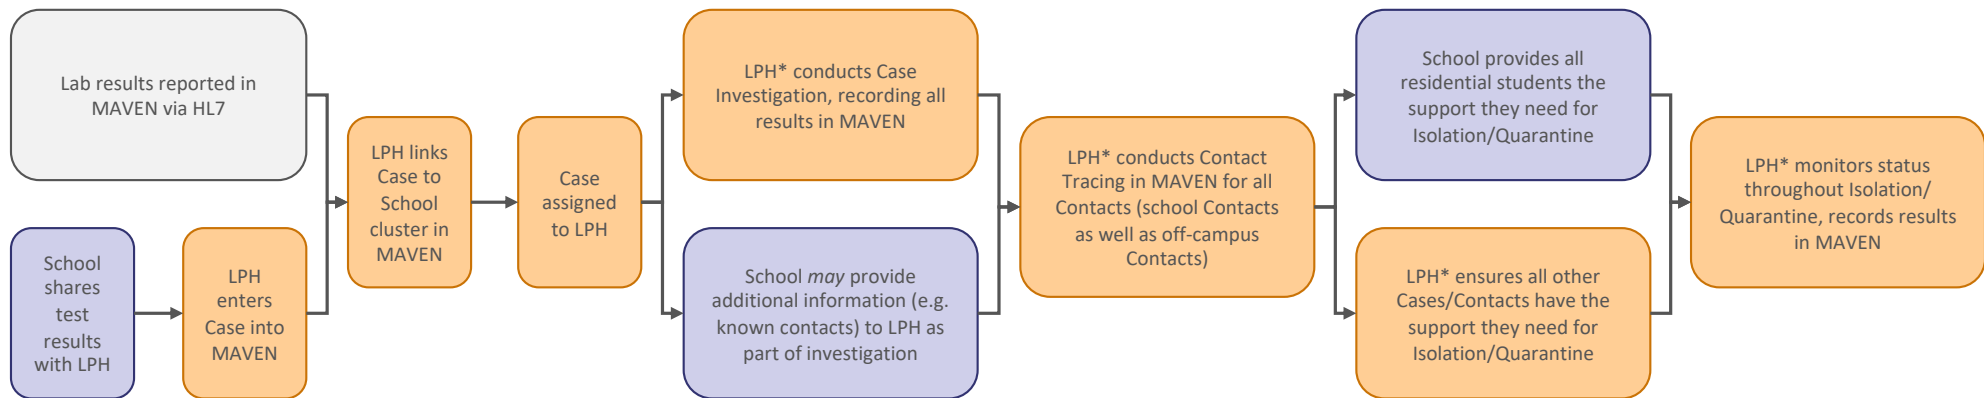 Lab results reported in
MAVEN via HL7
School
shares
test
results
with LPH
LPH
enters
Case into
MAVEN
LPH links
Case to
School
cluster in
MAVEN
Case
assigned
to LPH
LPH* conducts Case
Investigation, recording all
results in MAVEN
School may provide
additional information (e.g.
known contacts) to LPH as
part of investigation
LPH* conducts Contact
Tracing in MAVEN for all
Contacts (school Contacts
as well as off-campus
Contacts)
School provides all
residential students the
support they need for
Isolation/Quarantine
LPH* ensures all other
Cases/Contacts have the
support they need for
Isolation/Quarantine
LPH* monitors status
throughout Isolation/
Quarantine, records results
in MAVEN